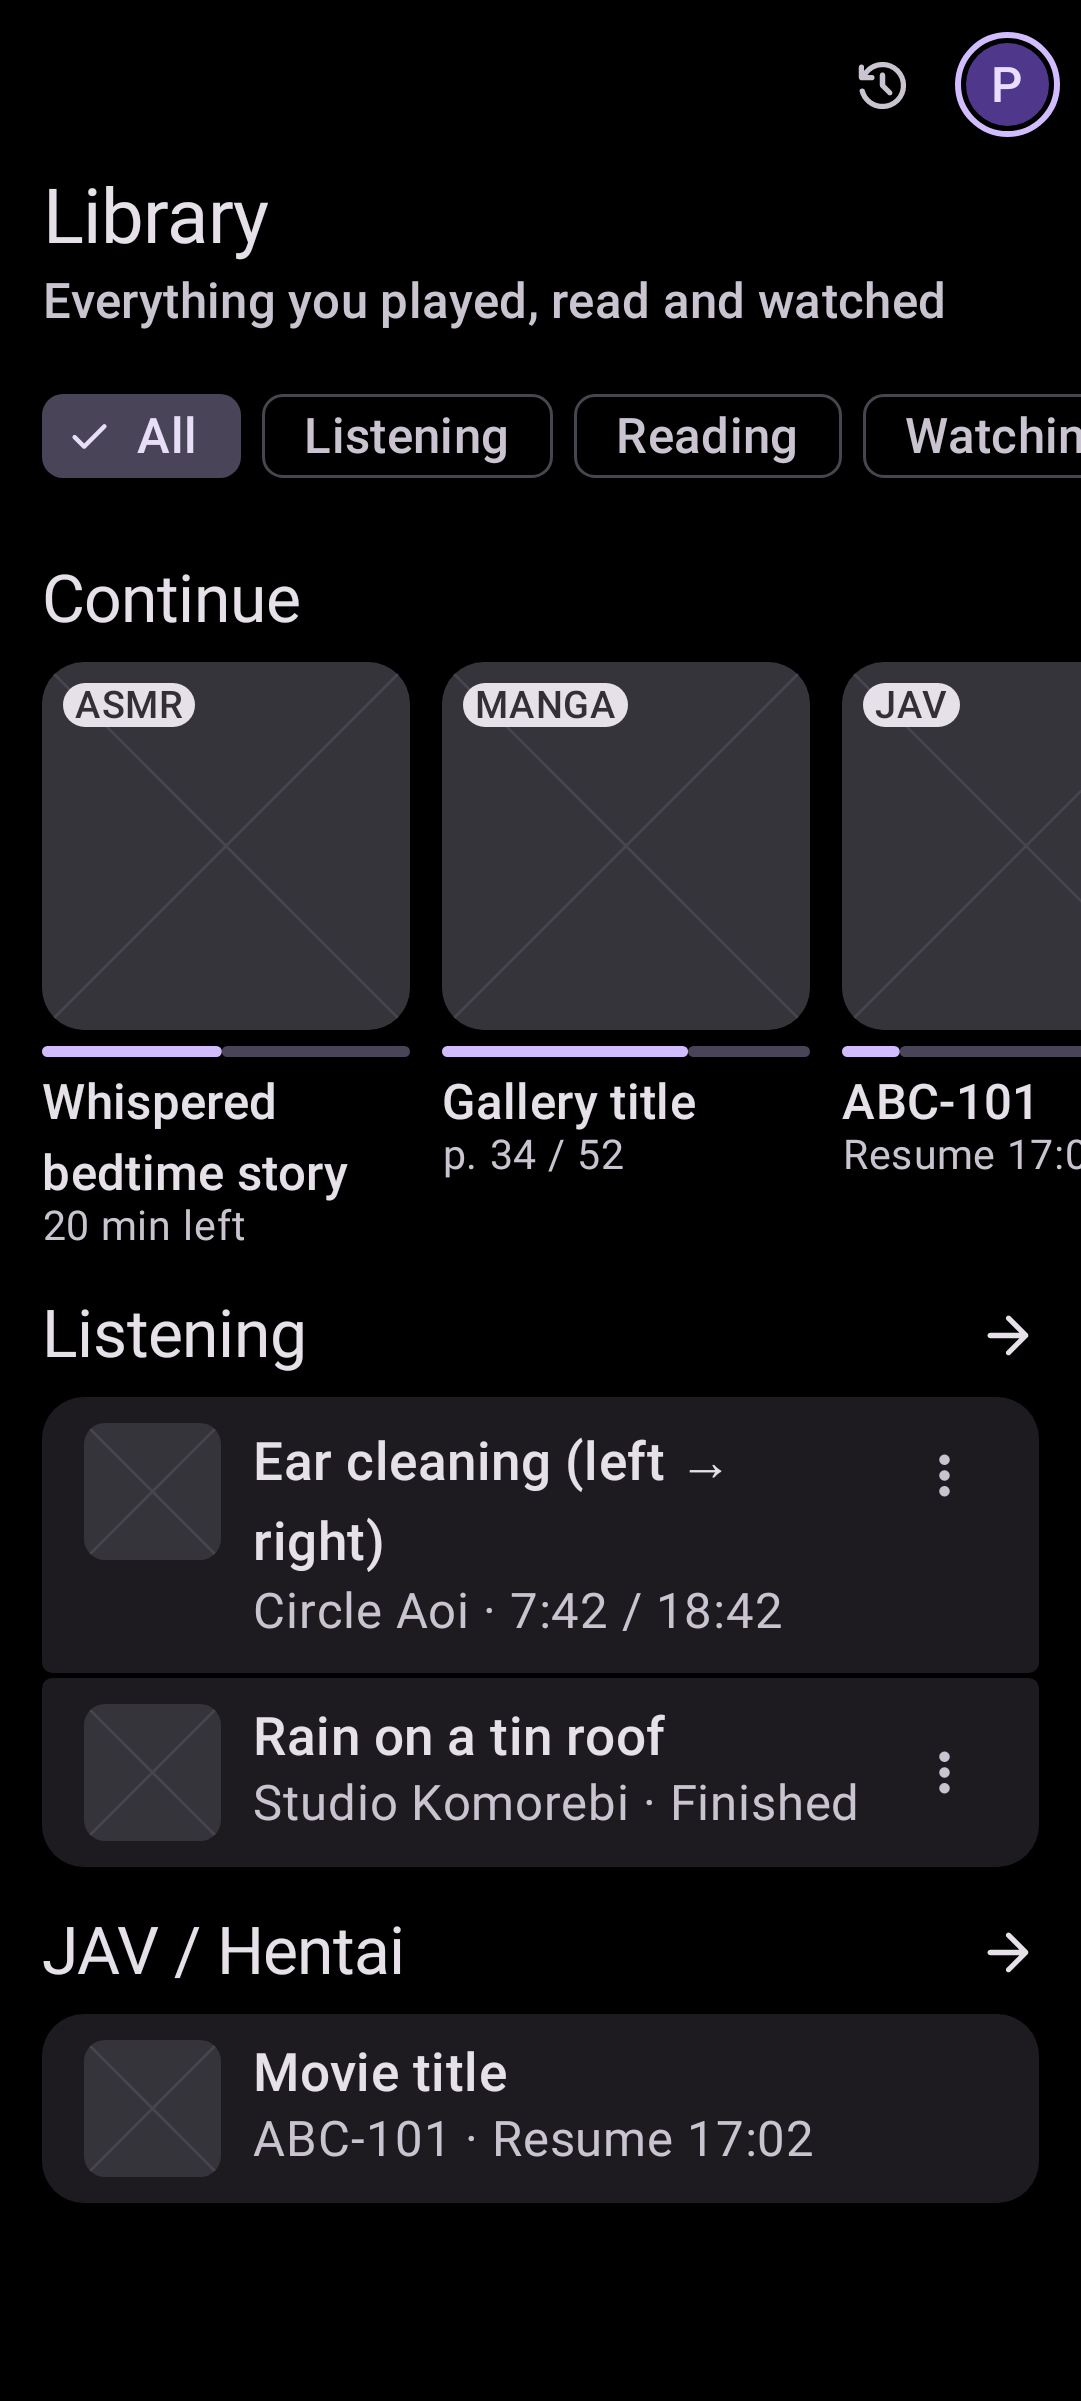 P
Library
Everything you played, read and watched
All
Listening
Reading
Watchin
Continue
ASMR
MANGA
JAV
Whispered
bedtime story
20 min left
Gallery title
p. 34 / 52
ABC-101
Resume 17:0
Listening
Ear cleaning (left →
right)
Circle Aoi · 7:42 / 18:42
Rain on a tin roof
Studio Komorebi · Finished
JAV / Hentai
Movie title
ABC-101 · Resume 17:02